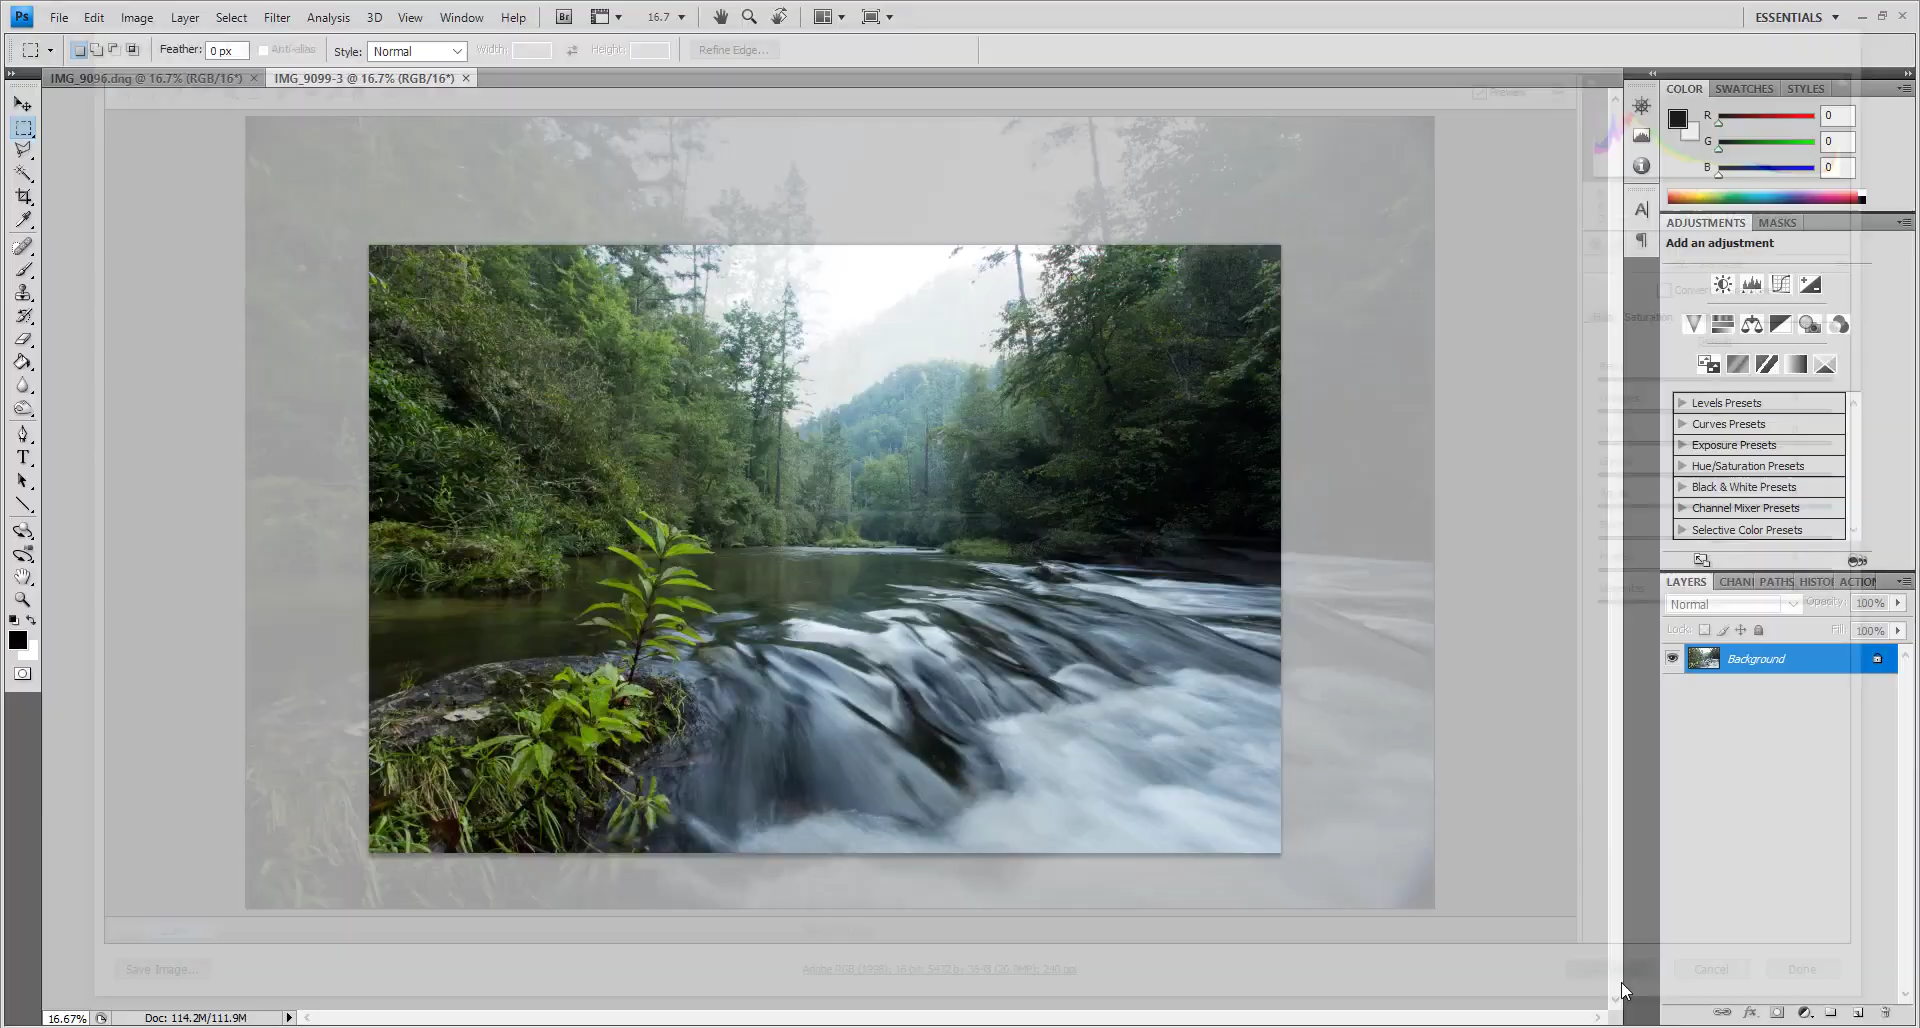 Ps File Edit Image Layer Select Filter Analysis 3D View Window Help Br 16.7 ESSENTIALS
Feather: 0 px Anti-alias Style: Normal Width: Height: Refine Edge...
IMG_9096.dng @ 16.7% (RGB/16*) IMG_9099-3 @ 16.7% (RGB/16*)
Preview
COLOR SWATCHES STYLES
R 0
G 0
B 0
ADJUSTMENTS MASKS
Add an adjustment
Saturation
Levels Presets
Curves Presets
Exposure Presets
Hue/Saturation Presets
Black & White Presets
Channel Mixer Presets
Selective Color Presets
LAYERS CHANI PATHS HISTOI ACTION
Normal Opacity: 100%
Lock: Fill: 100%
Background
Save Image... Cancel Done
16.67% Doc: 114.2M/111.9M